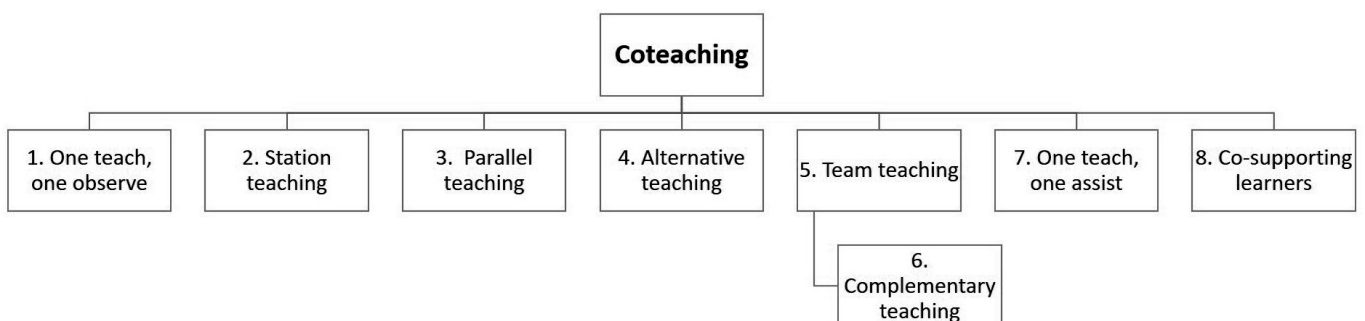 Coteaching
1. One teach,
one observe
2. Station
teaching
3. Parallel
teaching
4. Alternative
teaching
5. Team teaching
7. One teach,
one assist
8. Co-supporting
learners
6.
Complementary
teaching